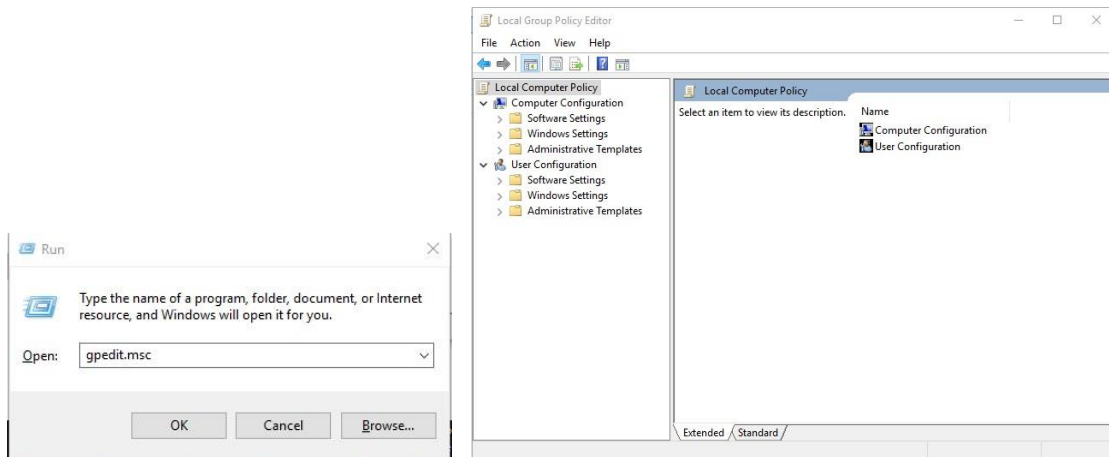 Run
Type the name of a program, folder, document, or Internet
resource, and Windows will open it for you.
Open:
gpedit.msc
OK
Cancel
Browse...
Local Group Policy Editor
File Action View Help
Local Computer Policy
Computer Configuration
Software Settings
Windows Settings
Administrative Templates
User Configuration
Software Settings
Windows Settings
Administrative Templates
Local Computer Policy
Select an item to view its description.
Name
Computer Configuration
User Configuration
Extended
Standard